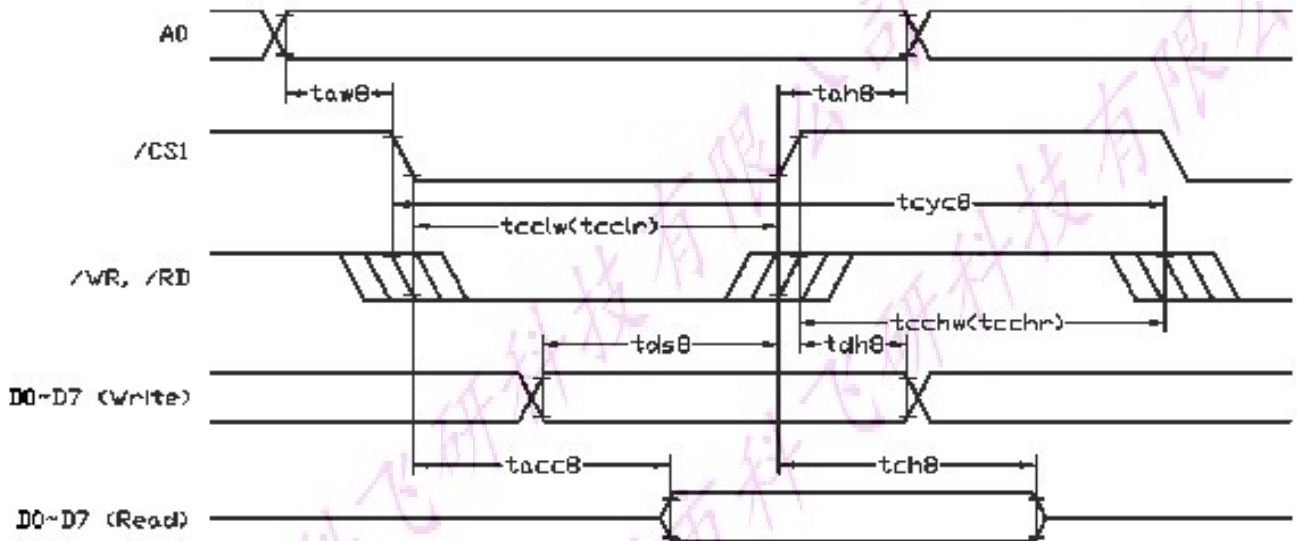 A0
taw8
tah8
/CS1
tcyc8
tcclw(tcclr)
/WR, /RD
tcchw(tcchr)
tds8
tdh8
D0~D7 (Write)
tacc8
tch8
D0~D7 (Read)